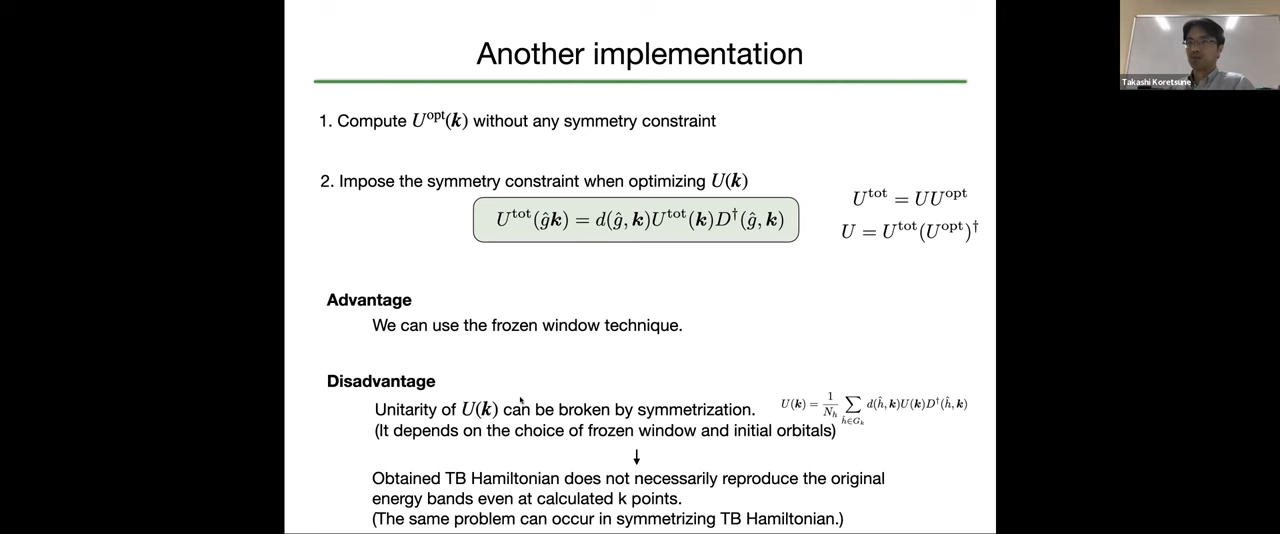 Another implementation
Takashi Koretsune
1. Compute U^opt(k) without any symmetry constraint
2. Impose the symmetry constraint when optimizing U(k)
U^tot(ĝk) = d(ĝ, k)U^tot(k)D^†(ĝ, k)
U^tot = UU^opt
U = U^tot(U^opt)^†
Advantage
We can use the frozen window technique.
Disadvantage
Unitarity of U(k) can be broken by symmetrization.
U(k) = 1/N_h ∑_{ĥ∈G_k} d(ĥ, k)U(k)D^†(ĥ, k)
(It depends on the choice of frozen window and initial orbitals)
↓
Obtained TB Hamiltonian does not necessarily reproduce the original
energy bands even at calculated k points.
(The same problem can occur in symmetrizing TB Hamiltonian.)